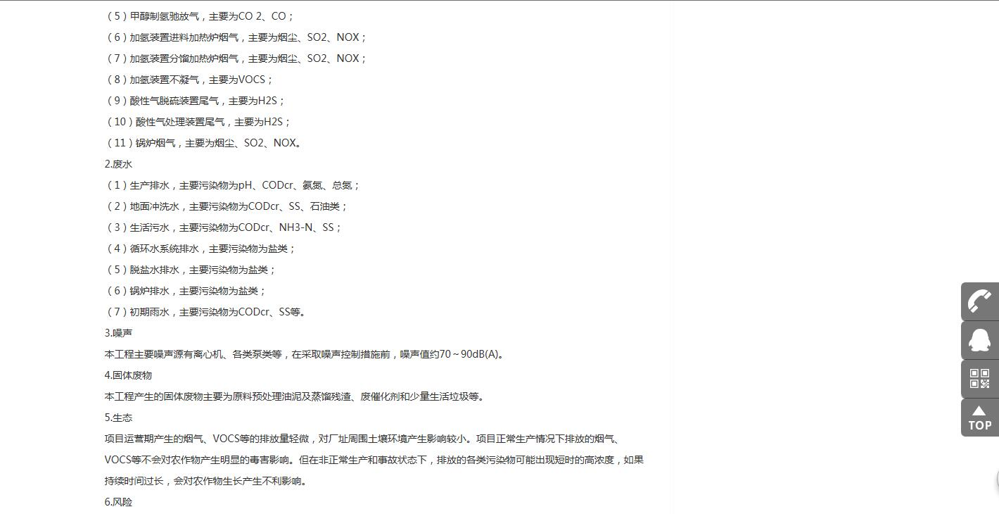 （5）甲醇制氢驰放气，主要为CO 2、CO；
（6）加氢装置进料加热炉烟气，主要为烟尘、SO2、NOX；
（7）加氢装置分馏加热炉烟气，主要为烟尘、SO2、NOX；
（8）加氢装置不凝气，主要为VOCS；
（9）酸性气脱硫装置尾气，主要为H2S；
（10）酸性气处理装置尾气，主要为H2S；
（11）锅炉烟气，主要为烟尘、SO2、NOX。
2.废水
（1）生产排水，主要污染物为pH、CODcr、氨氮、总氮；
（2）地面冲洗水，主要污染物为CODcr、SS、石油类；
（3）生活污水，主要污染物为CODcr、NH3-N、SS；
（4）循环水系统排水，主要污染物为盐类；
（5）脱盐水排水，主要污染物为盐类；
（6）锅炉排水，主要污染物为盐类；
（7）初期雨水，主要污染物为CODcr、SS等。
3.噪声
本工程主要噪声源有离心机、各类泵类等，在采取噪声控制措施前，噪声值约70～90dB(A)。
4.固体废物
本工程产生的固体废物主要为原料预处理油泥及蒸馏残渣、废催化剂和少量生活垃圾等。
5.生态
项目运营期产生的烟气、VOCS等的排放量轻微，对厂址周围土壤环境产生影响较小。项目正常生产情况下排放的烟气、
VOCS等不会对农作物产生明显的毒害影响。但在非正常生产和事故状态下，排放的各类污染物可能出现短时的高浓度，如果
持续时间过长，会对农作物生长产生不利影响。
6.风险
TOP